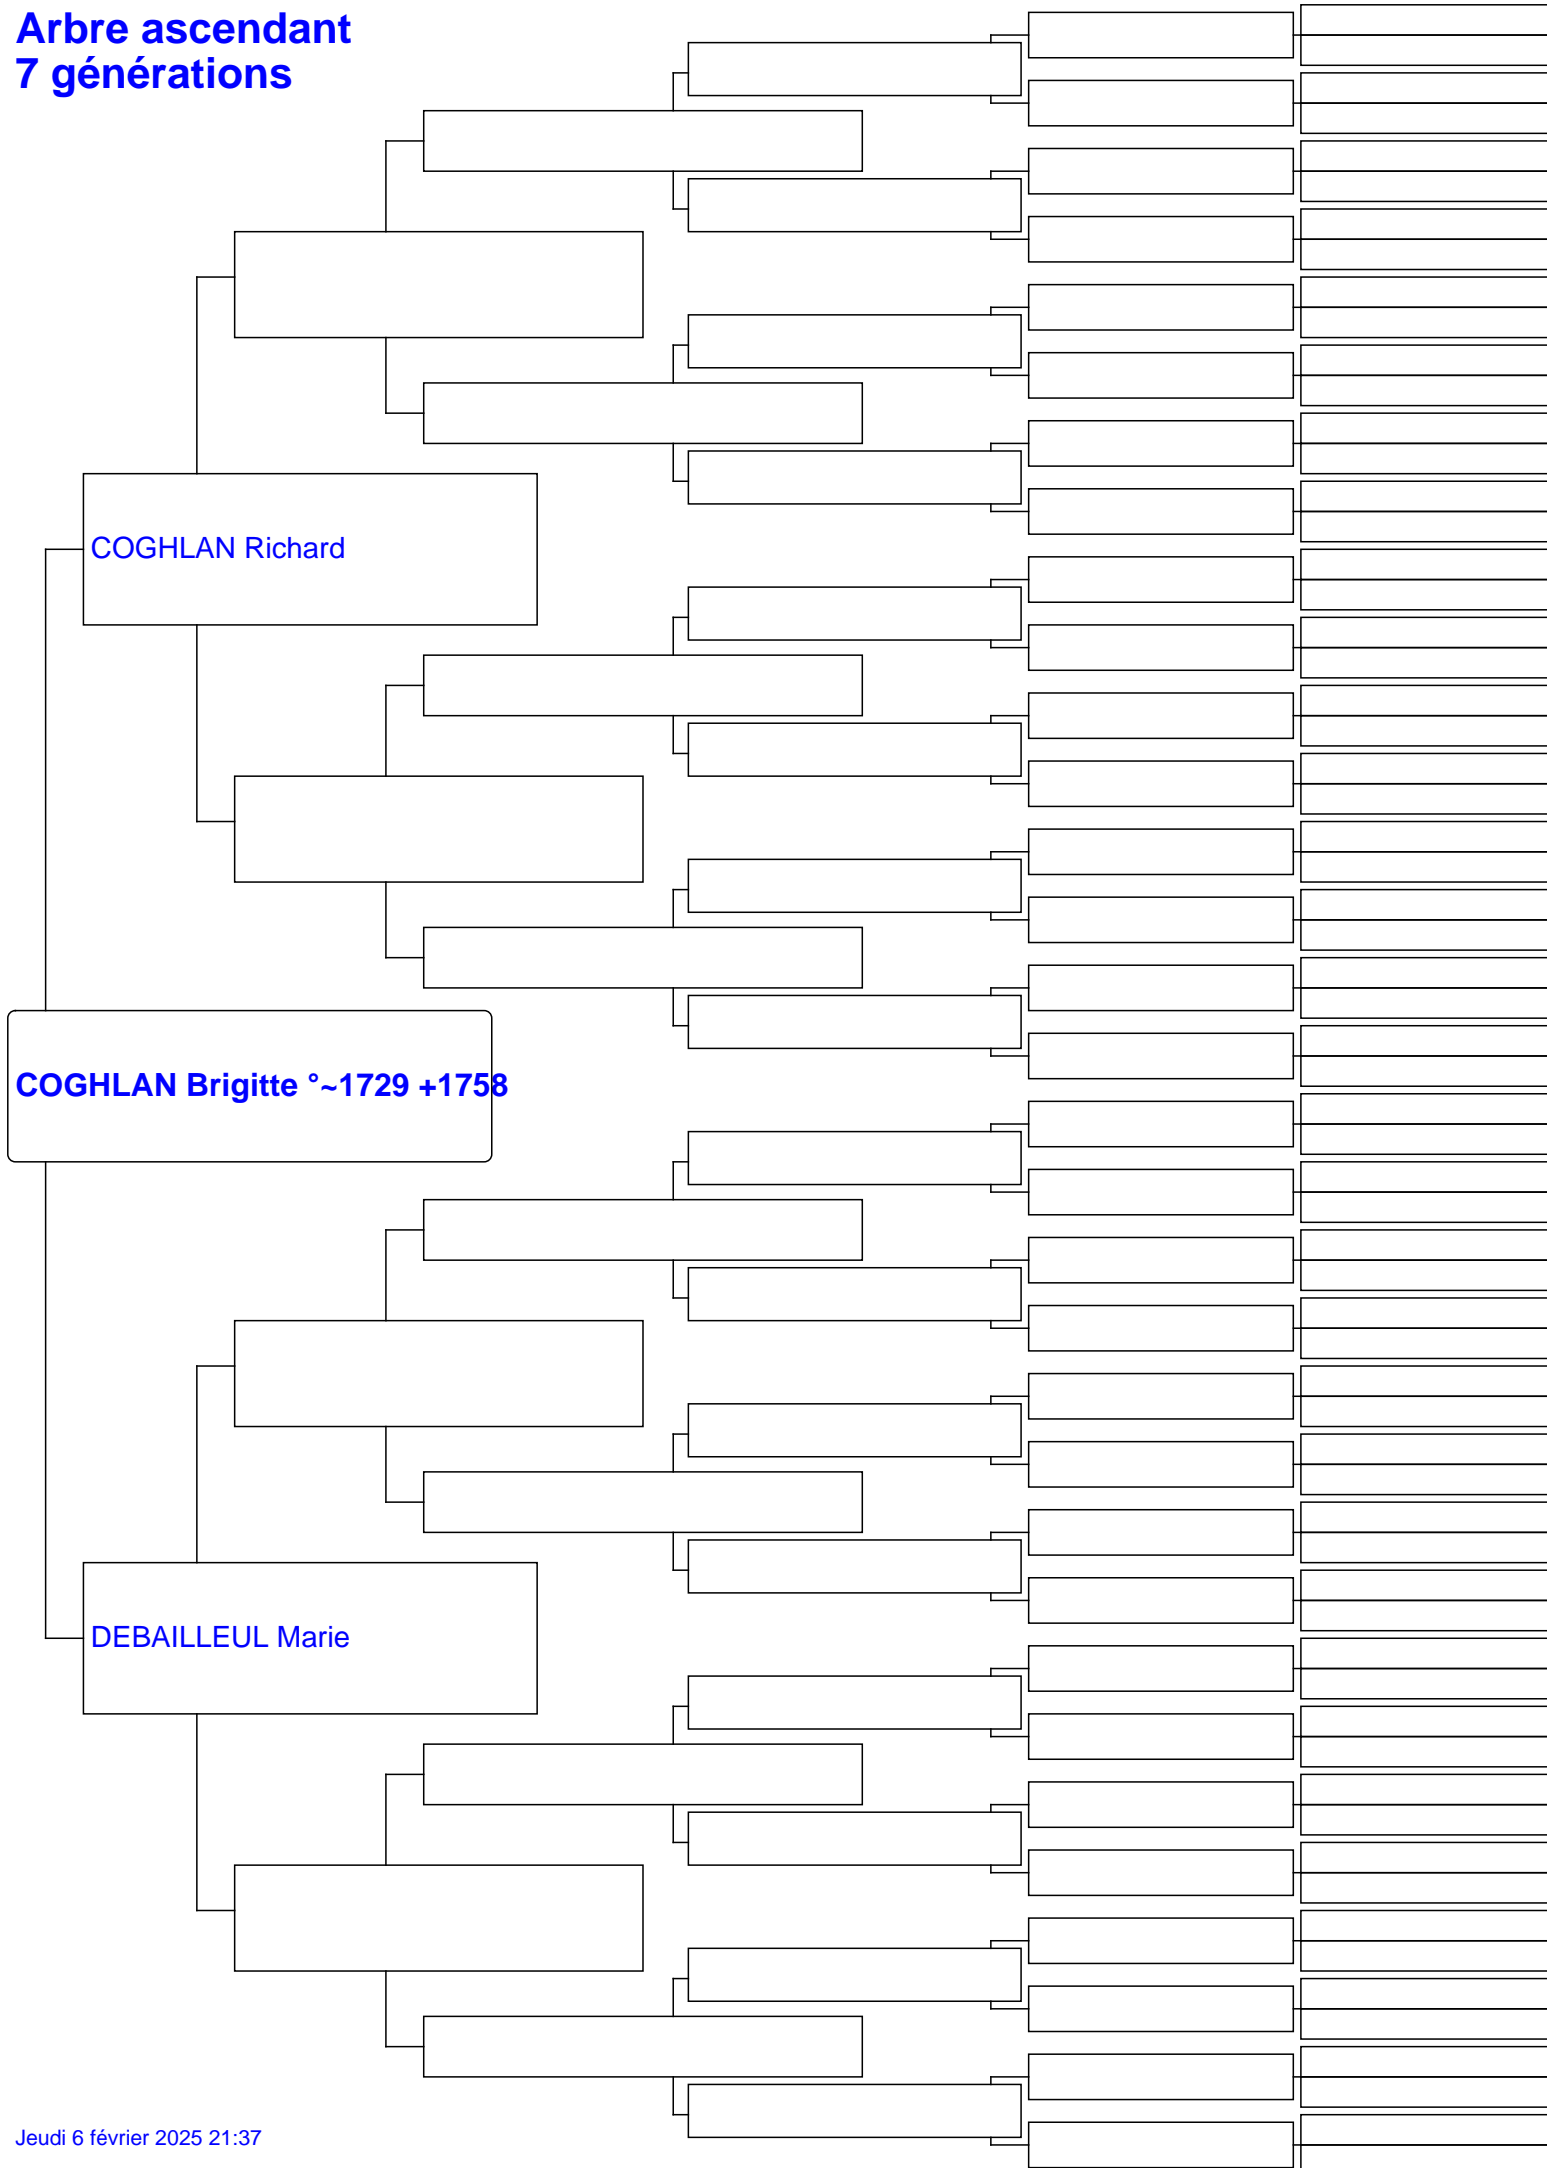 Arbre ascendant
7 générations
COGHLAN Richard
COGHLAN Brigitte °~1729 +1758
DEBAILLEUL Marie
Jeudi 6 février 2025 21:37